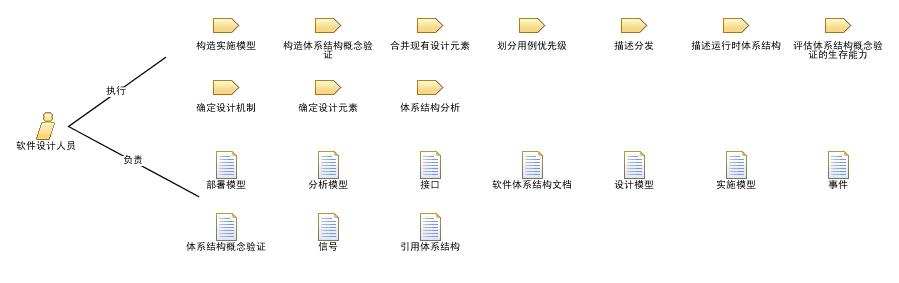 构造实施模型
构造体系结构概念验
证
合并现有设计元素
划分用例优先级
描述分发
描述运行时体系结构
评估体系结构概念验
证的生存能力
执行
确定设计机制
确定设计元素
体系结构分析
软件设计人员
负责
部署模型
分析模型
接口
软件体系结构文档
设计模型
实施模型
事件
体系结构概念验证
信号
引用体系结构